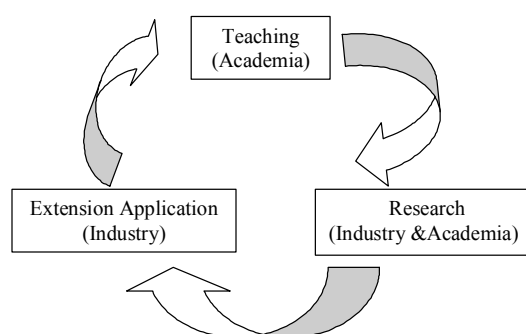 Teaching
(Academia)
Extension Application
(Industry)
Research
(Industry &Academia)